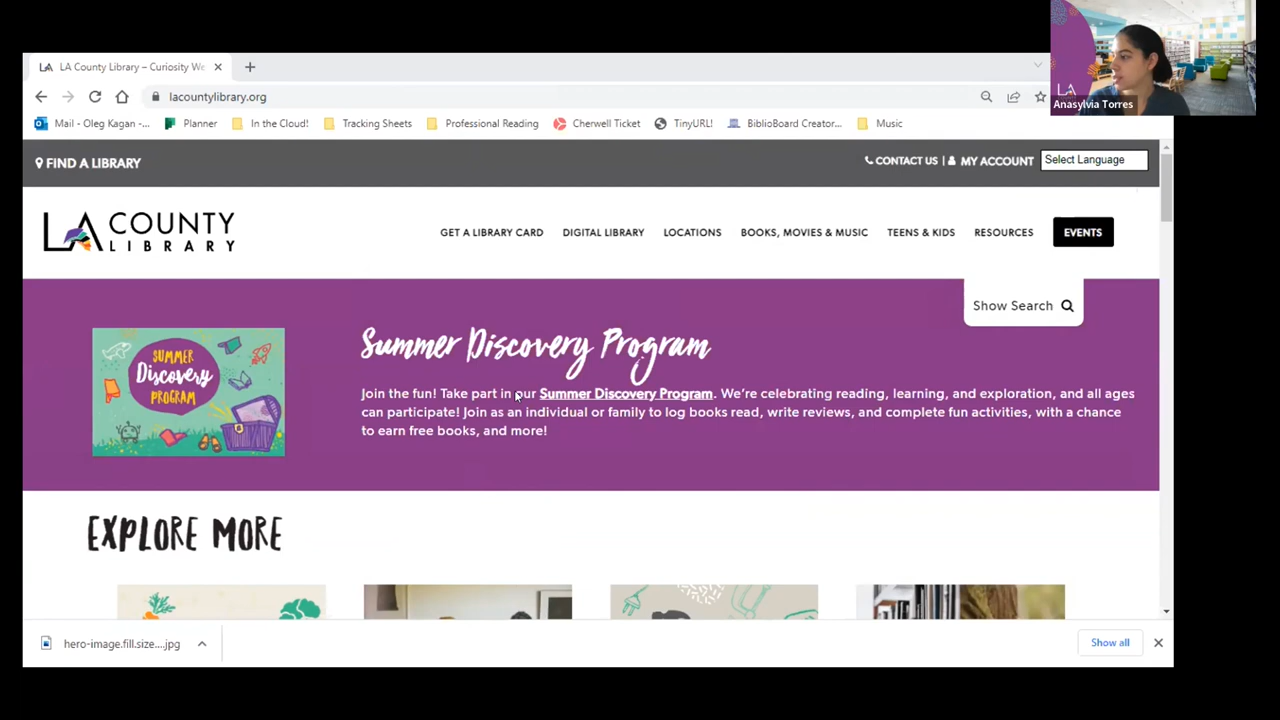 LA County Library – Curiosity We
lacountylibrary.org
Mail - Oleg Kagan -...
Planner
In the Cloud!
Tracking Sheets
Professional Reading
Cherwell Ticket
TinyURL!
BiblioBoard Creator...
Music
LA
Anasylvia Torres
FIND A LIBRARY
CONTACT US | MY ACCOUNT
Select Language
LA COUNTY
LIBRARY
GET A LIBRARY CARD
DIGITAL LIBRARY
LOCATIONS
BOOKS, MOVIES & MUSIC
TEENS & KIDS
RESOURCES
EVENTS
Show Search
SUMMER
Discovery
PROGRAM
Summer Discovery Program
Join the fun! Take part in our Summer Discovery Program. We’re celebrating reading, learning, and exploration, and all ages
can participate! Join as an individual or family to log books read, write reviews, and complete fun activities, with a chance
to earn free books, and more!
EXPLORE MORE
hero-image.fill.size....jpg
Show all